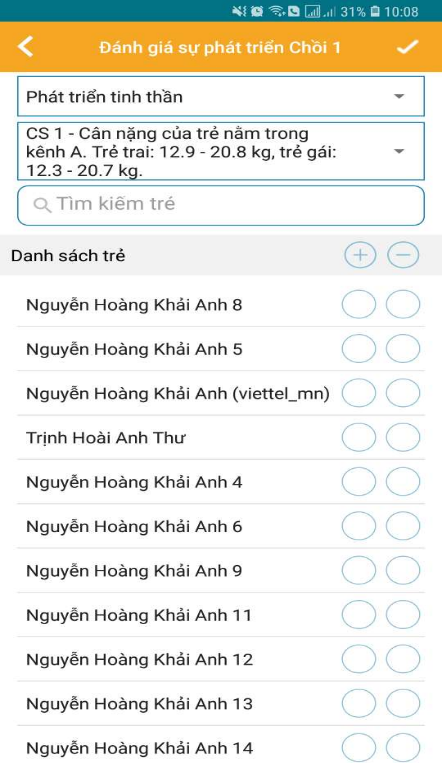 31% 10:08
Đánh giá sự phát triển Chồi 1
Phát triển tinh thần
CS 1 - Cân nặng của trẻ nằm trong
kênh A. Trẻ trai: 12.9 - 20.8 kg, trẻ gái:
12.3 - 20.7 kg.
Tìm kiếm trẻ
Danh sách trẻ
Nguyễn Hoàng Khải Anh 8
Nguyễn Hoàng Khải Anh 5
Nguyễn Hoàng Khải Anh (viettel_mn)
Trịnh Hoài Anh Thư
Nguyễn Hoàng Khải Anh 4
Nguyễn Hoàng Khải Anh 6
Nguyễn Hoàng Khải Anh 9
Nguyễn Hoàng Khải Anh 11
Nguyễn Hoàng Khải Anh 12
Nguyễn Hoàng Khải Anh 13
Nguyễn Hoàng Khải Anh 14